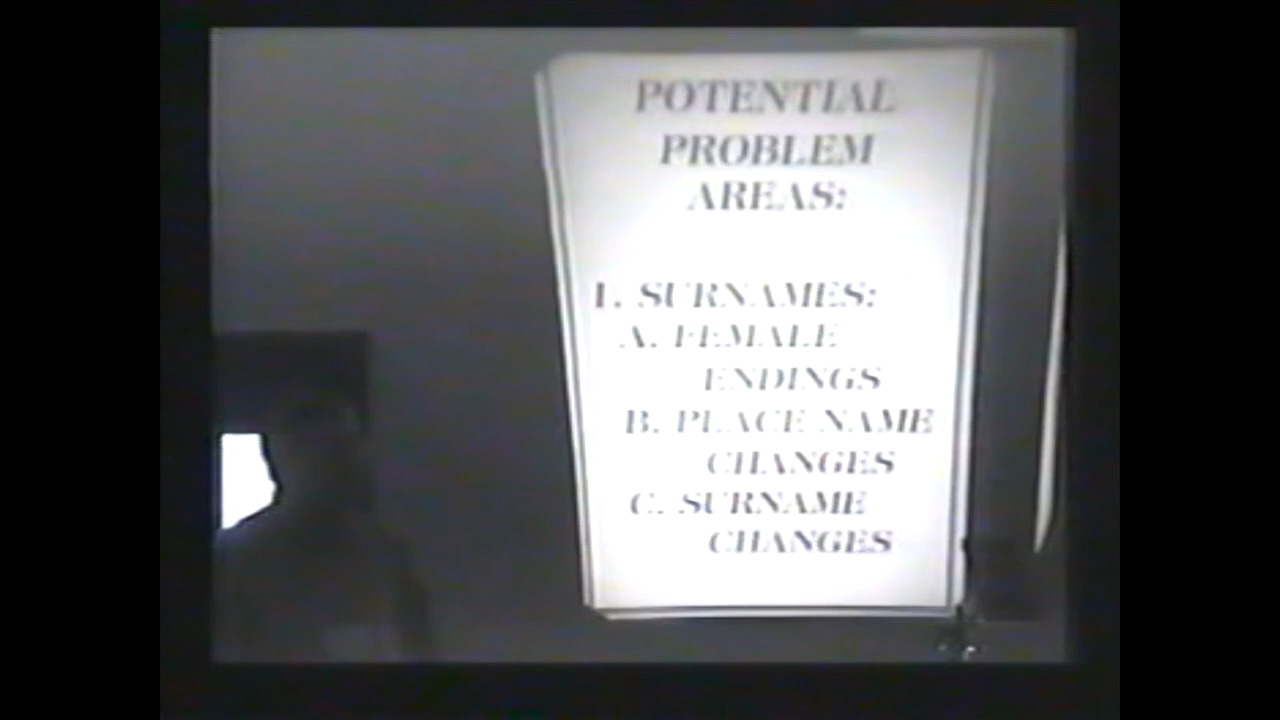 POTENTIAL
PROBLEM
AREAS:
I. SURNAMES:
A. FEMALE
ENDINGS
B. PLACE NAME
CHANGES
C. SURNAME
CHANGES